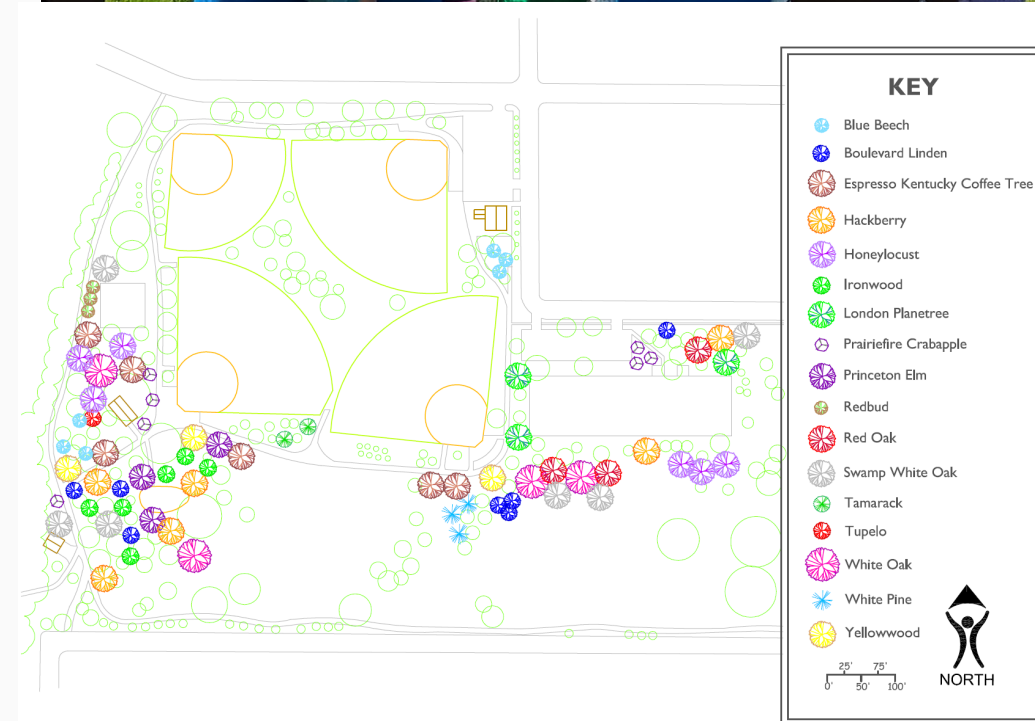 KEY
Blue Beech
Boulevard Linden
Espresso Kentucky Coffee Tree
Hackberry
Honeylocust
Ironwood
London Planetree
Prairiefire Crabapple
Princeton Elm
Redbud
Red Oak
Swamp White Oak
Tamarack
Tupelo
White Oak
White Pine
Yellowwood
25' 75'
0' 50' 100'
NORTH